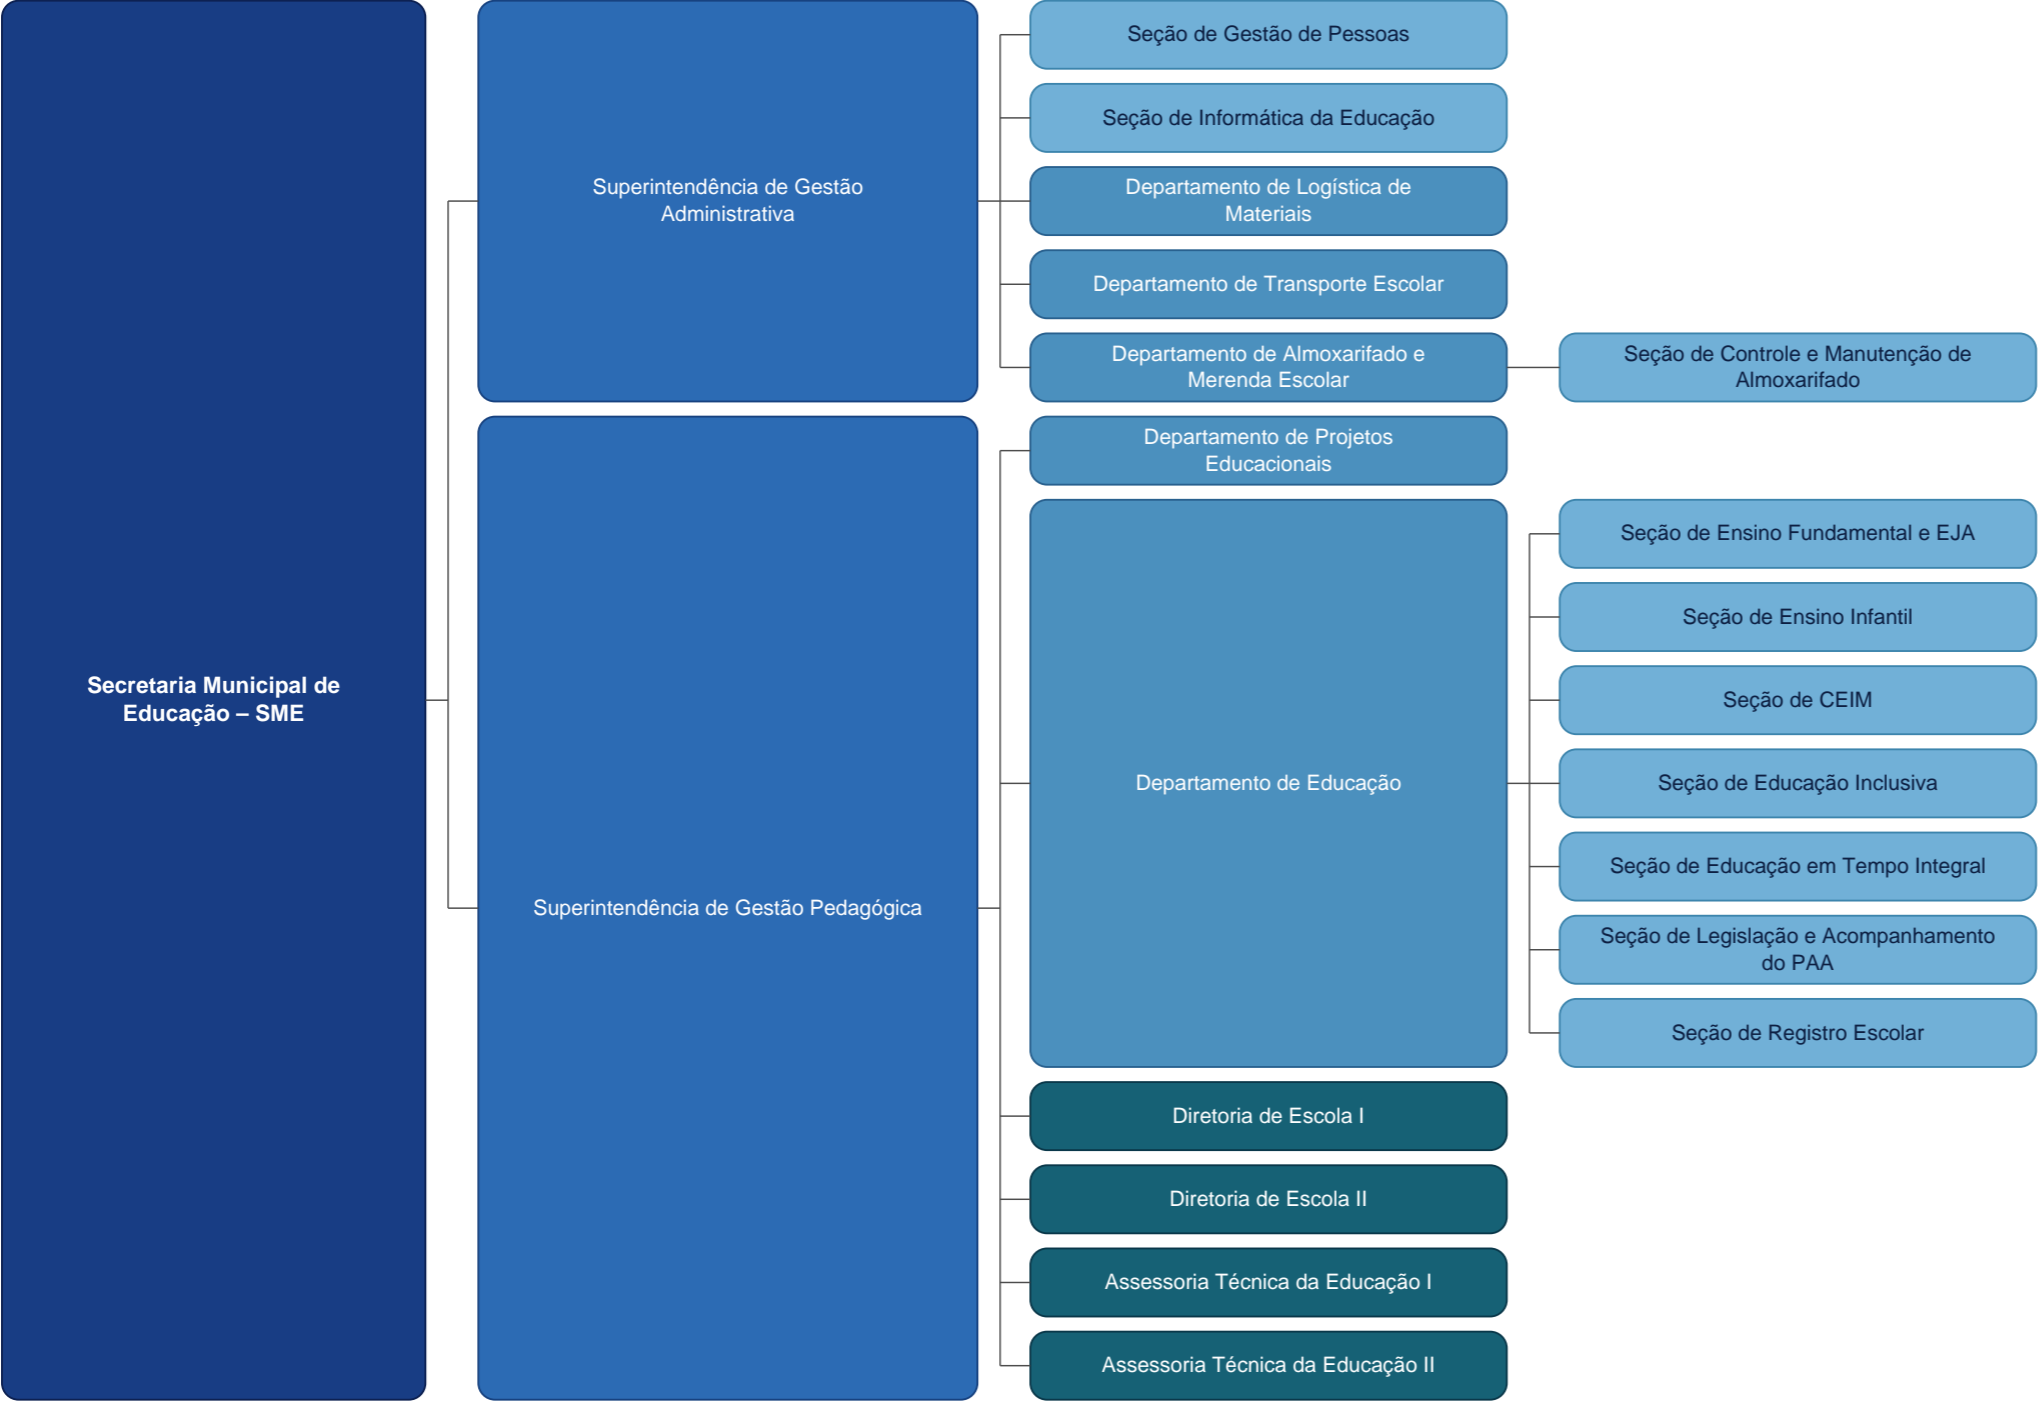 Secretaria Municipal de
Educação – SME
Superintendência de Gestão
Administrativa
Seção de Gestão de Pessoas
Seção de Informática da Educação
Departamento de Logística de
Materiais
Departamento de Transporte Escolar
Departamento de Almoxarifado e
Merenda Escolar
Seção de Controle e Manutenção de
Almoxarifado
Superintendência de Gestão Pedagógica
Departamento de Projetos
Educacionais
Departamento de Educação
Seção de Ensino Fundamental e EJA
Seção de Ensino Infantil
Seção de CEIM
Seção de Educação Inclusiva
Seção de Educação em Tempo Integral
Seção de Legislação e Acompanhamento
do PAA
Seção de Registro Escolar
Diretoria de Escola I
Diretoria de Escola II
Assessoria Técnica da Educação I
Assessoria Técnica da Educação II